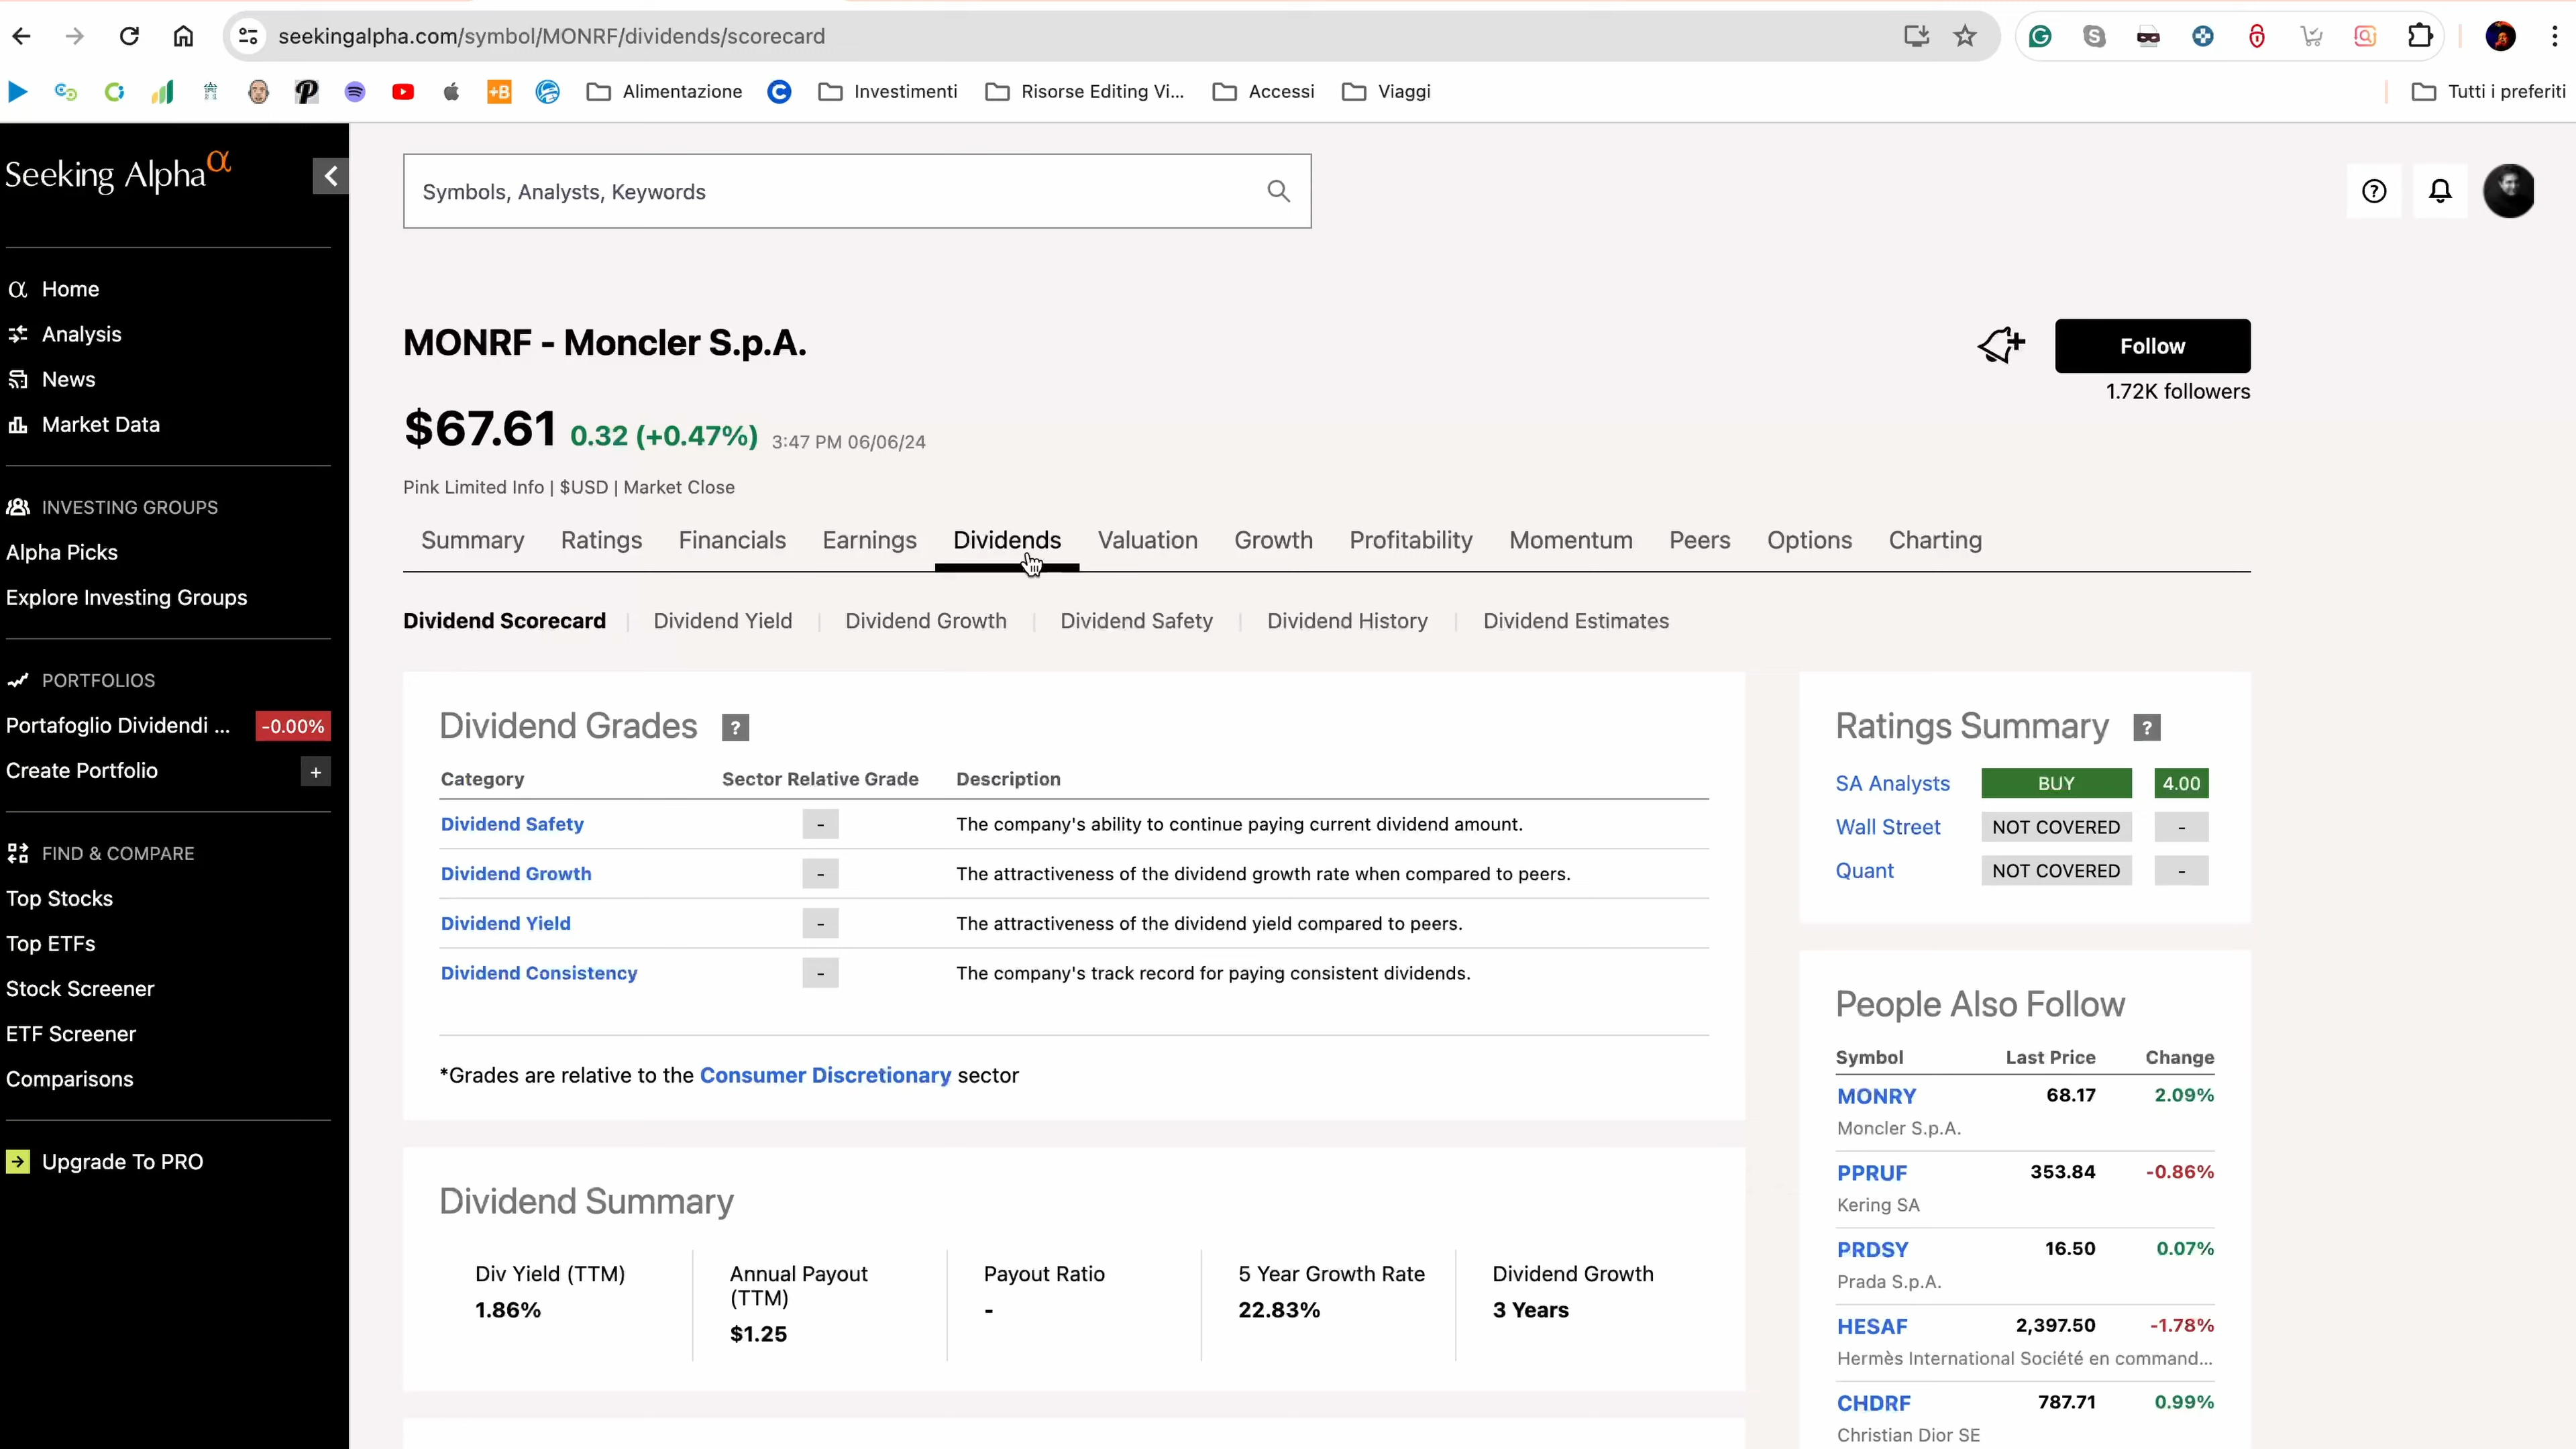 seekingalpha.com/symbol/MONRF/dividends/scorecard
Alimentazione
Investimenti
Risorse Editing Vi...
Accessi
Viaggi
Tutti i preferiti
Seeking Alpha α
Symbols, Analysts, Keywords
Home
Analysis
News
Market Data
INVESTING GROUPS
Alpha Picks
Explore Investing Groups
PORTFOLIOS
Portafoglio Dividendi ... -0.00%
Create Portfolio +
FIND & COMPARE
Top Stocks
Top ETFs
Stock Screener
ETF Screener
Comparisons
Upgrade To PRO
MONRF - Moncler S.p.A.
Follow
1.72K followers
$67.61 0.32 (+0.47%) 3:47 PM 06/06/24
Pink Limited Info | $USD | Market Close
Summary Ratings Financials Earnings Dividends Valuation Growth Profitability Momentum Peers Options Charting
Dividend Scorecard | Dividend Yield | Dividend Growth | Dividend Safety | Dividend History | Dividend Estimates
Dividend Grades ?
Category Sector Relative Grade Description
Dividend Safety - The company's ability to continue paying current dividend amount.
Dividend Growth - The attractiveness of the dividend growth rate when compared to peers.
Dividend Yield - The attractiveness of the dividend yield compared to peers.
Dividend Consistency - The company's track record for paying consistent dividends.
*Grades are relative to the Consumer Discretionary sector
Dividend Summary
Div Yield (TTM)
1.86%
Annual Payout
(TTM)
$1.25
Payout Ratio
-
5 Year Growth Rate
22.83%
Dividend Growth
3 Years
Ratings Summary ?
SA Analysts BUY 4.00
Wall Street NOT COVERED -
Quant NOT COVERED -
People Also Follow
Symbol Last Price Change
MONRY 68.17 2.09%
Moncler S.p.A.
PPRUF 353.84 -0.86%
Kering SA
PRDSY 16.50 0.07%
Prada S.p.A.
HESAF 2,397.50 -1.78%
Hermès International Société en command...
CHDRF 787.71 0.99%
Christian Dior SE